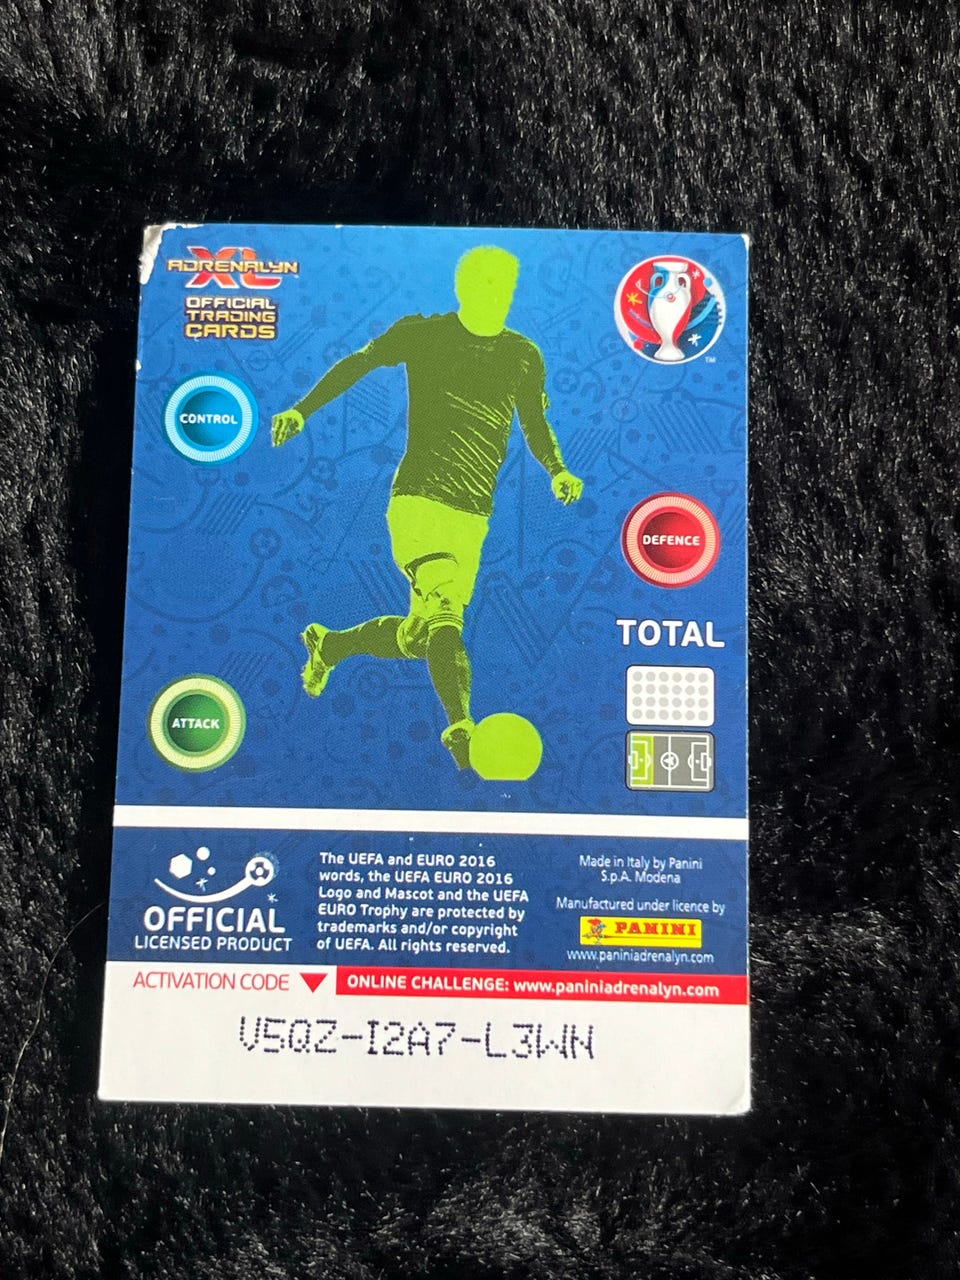 ADRENALYN
XL
OFFICIAL
TRADING
CARDS
TM
CONTROL
DEFENCE
TOTAL
ATTACK
OFFICIAL
LICENSED PRODUCT
The UEFA and EURO 2016
words, the UEFA EURO 2016
Logo and Mascot and the UEFA
EURO Trophy are protected by
trademarks and/or copyright
of UEFA. All rights reserved.
Made in Italy by Panini
S.p.A. Modena
Manufactured under licence by
PANINI
www.paniniadrenalyn.com
ACTIVATION CODE
ONLINE CHALLENGE: www.paniniadrenalyn.com
V5QZ-I2A7-L3WN